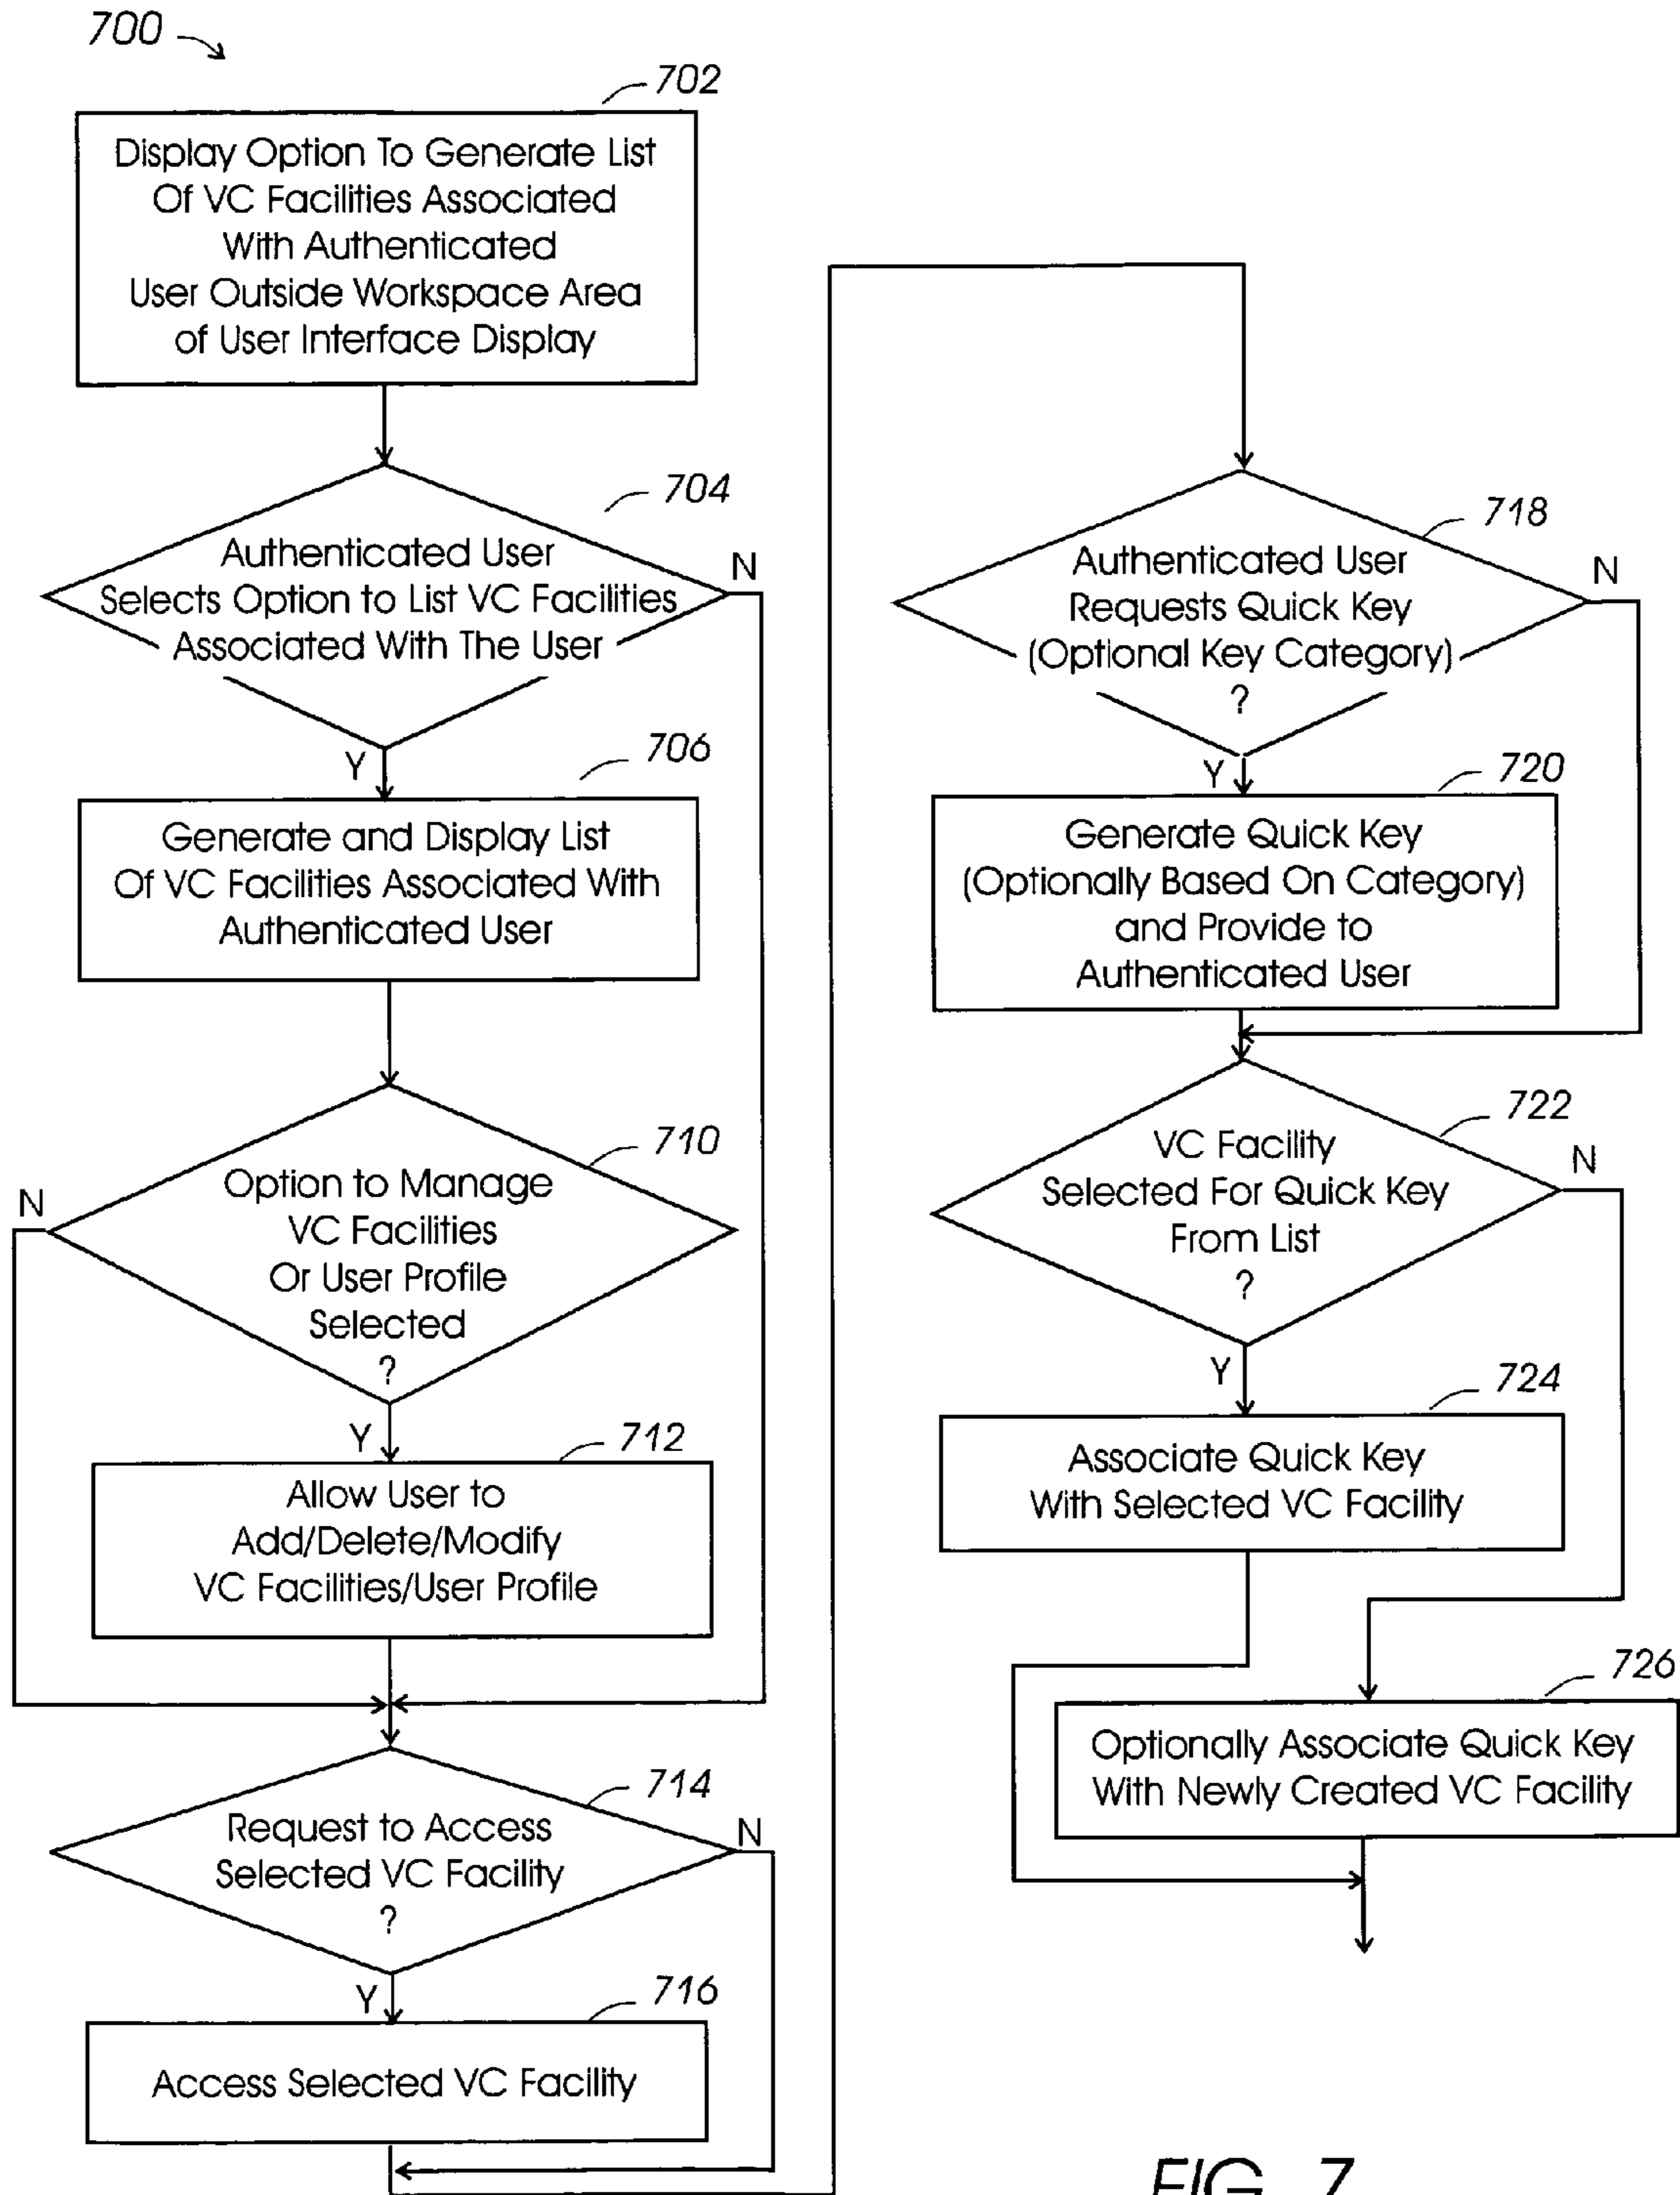 700
702
Display Option To Generate List
Of VC Facilities Associated
With Authenticated
User Outside Workspace Area
of User Interface Display
704
Authenticated User
Selects Option to List VC Facilities
Associated With The User
N
Y
706
Generate and Display List
Of VC Facilities Associated With
Authenticated User
710
Option to Manage
VC Facilities
Or User Profile
Selected
?
N
Y
712
Allow User to
Add/Delete/Modify
VC Facilities/User Profile
714
Request to Access
Selected VC Facility
?
N
Y
716
Access Selected VC Facility
718
Authenticated User
Requests Quick Key
(Optional Key Category)
?
N
Y
720
Generate Quick Key
(Optionally Based On Category)
and Provide to
Authenticated User
722
VC Facility
Selected For Quick Key
From List
?
N
Y
724
Associate Quick Key
With Selected VC Facility
726
Optionally Associate Quick Key
With Newly Created VC Facility
FIG. 7